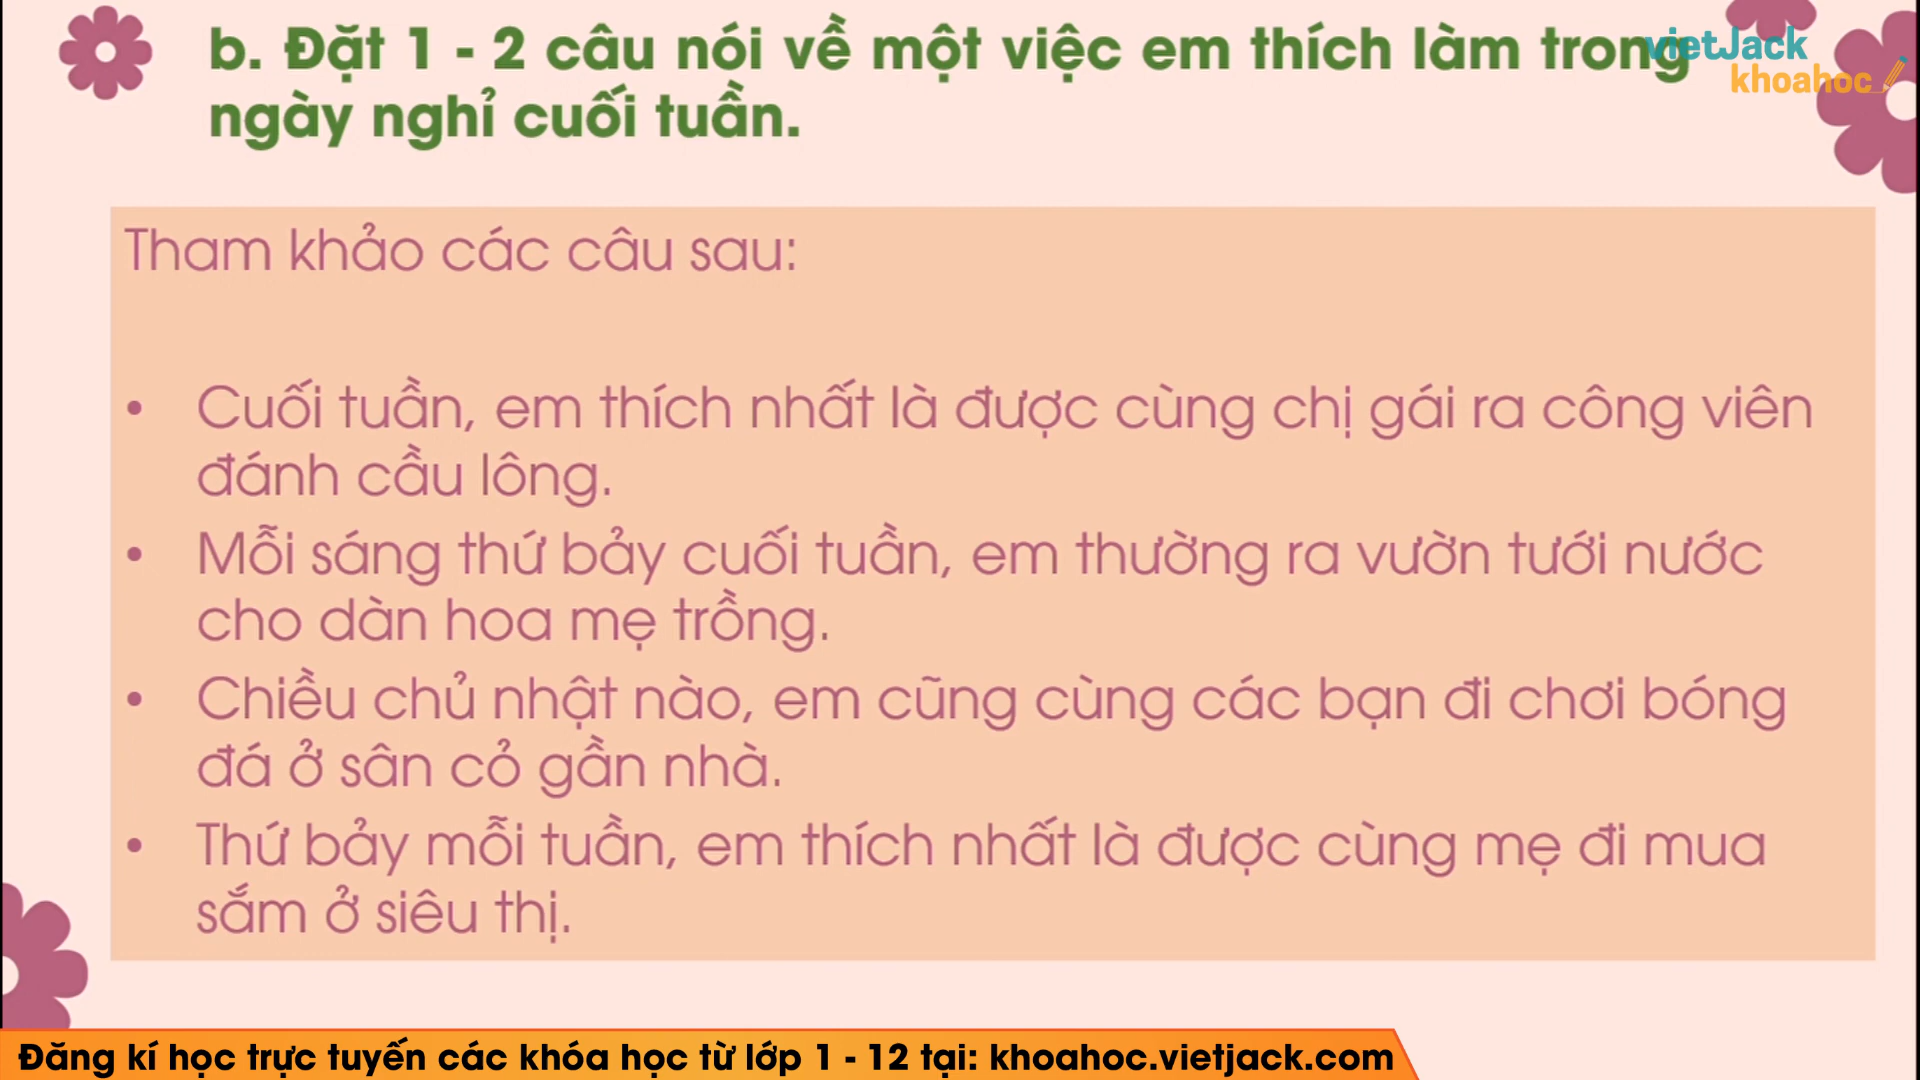 b. Đặt 1 - 2 câu nói về một việc em thích làm trong
ngày nghỉ cuối tuần.
vietJack
khoahoc
Tham khảo các câu sau:
• Cuối tuần, em thích nhất là được cùng chị gái ra công viên
đánh cầu lông.
• Mỗi sáng thứ bảy cuối tuần, em thường ra vườn tưới nước
cho dàn hoa mẹ trồng.
• Chiều chủ nhật nào, em cũng cùng các bạn đi chơi bóng
đá ở sân cỏ gần nhà.
• Thứ bảy mỗi tuần, em thích nhất là được cùng mẹ đi mua
sắm ở siêu thị.
Đăng kí học trực tuyến các khóa học từ lớp 1 - 12 tại: khoahoc.vietjack.com